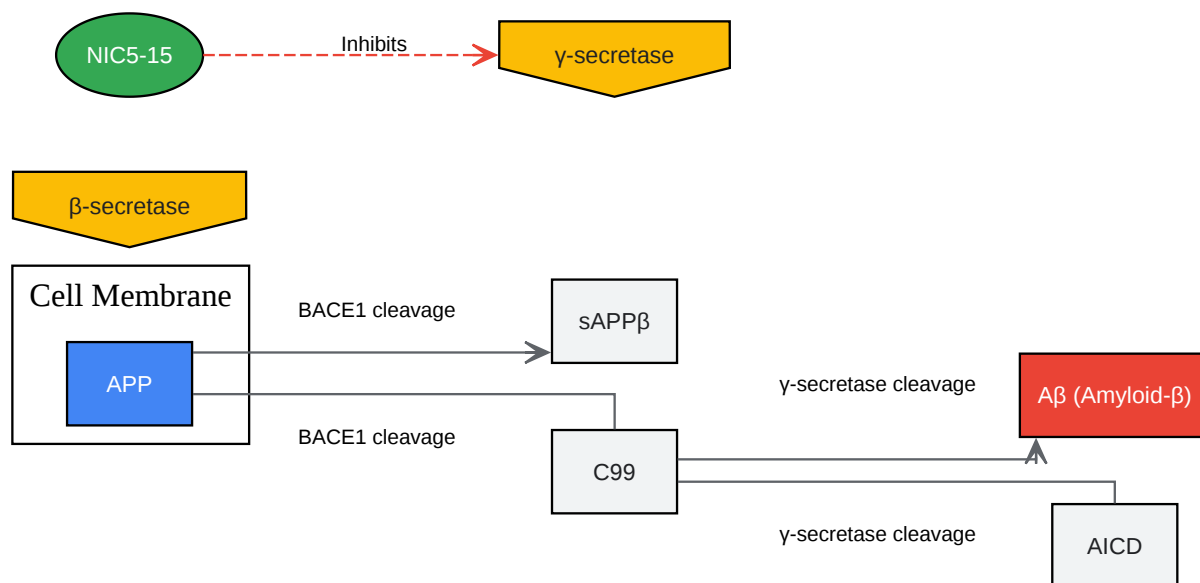 NIC5-15
Inhibits
γ-secretase
β-secretase
Cell Membrane
APP
BACE1 cleavage
BACE1 cleavage
sAPPβ
C99
γ-secretase cleavage
γ-secretase cleavage
Aβ (Amyloid-β)
AICD